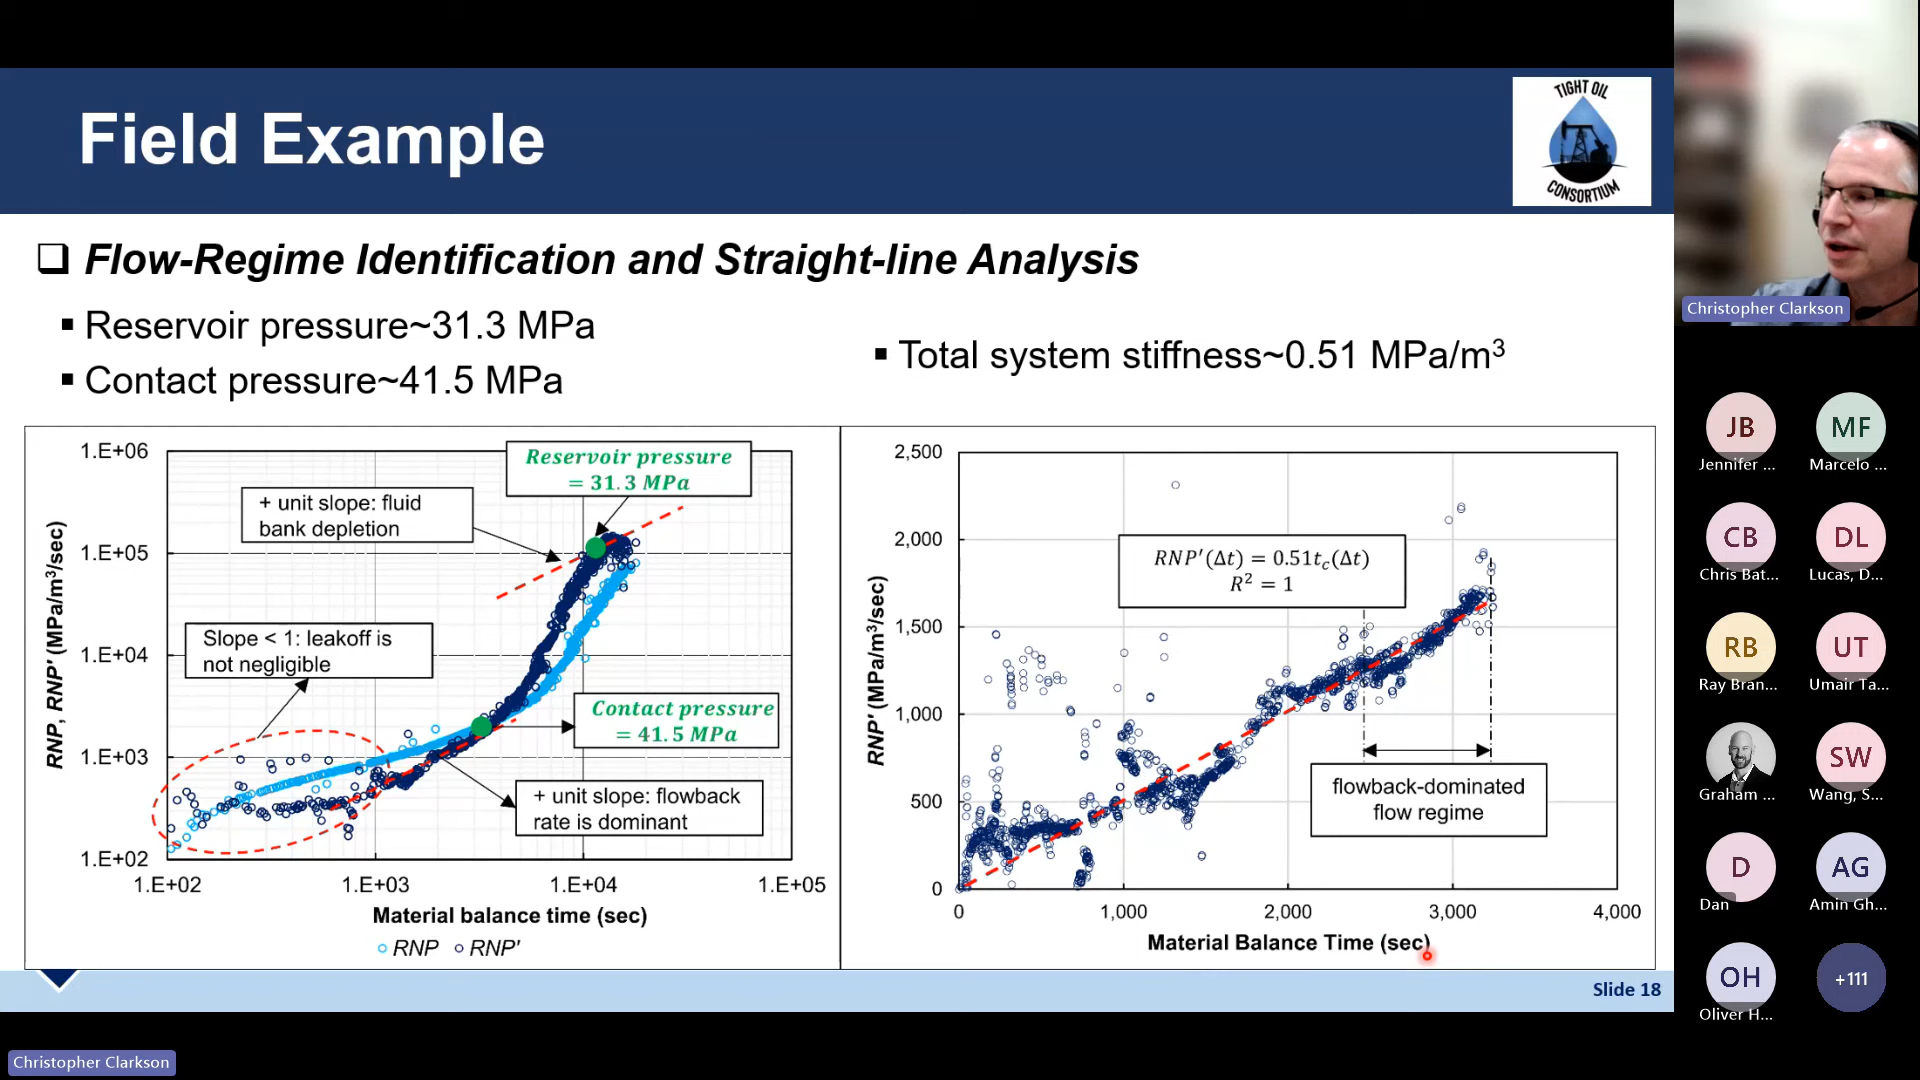 Field Example
TIGHT OIL
CONSORTIUM
Flow-Regime Identification and Straight-line Analysis
Reservoir pressure~31.3 MPa
Contact pressure~41.5 MPa
Total system stiffness~0.51 MPa/m³
RNP, RNP' (MPa/m³/sec)
1.E+06
1.E+05
1.E+04
1.E+03
1.E+02
Reservoir pressure
= 31.3 MPa
+ unit slope: fluid
bank depletion
Slope < 1: leakoff is
not negligible
Contact pressure
= 41.5 MPa
+ unit slope: flowback
rate is dominant
1.E+02 1.E+03 1.E+04 1.E+05
Material balance time (sec)
RNP RNP'
RNP' (MPa/m³/sec)
2,500
2,000
1,500
1,000
500
0
RNP'(Δt) = 0.51t_c(Δt)
R² = 1
flowback-dominated
flow regime
0 1,000 2,000 3,000 4,000
Material Balance Time (sec)
Slide 18
Christopher Clarkson
Christopher Clarkson
JB MF
Jennifer ... Marcelo ...
CB DL
Chris Bat... Lucas, D...
RB UT
Ray Bran... Umair Ta...
SW
Graham ... Wang, S...
D AG
Dan Amin Gh...
OH +111
Oliver H...